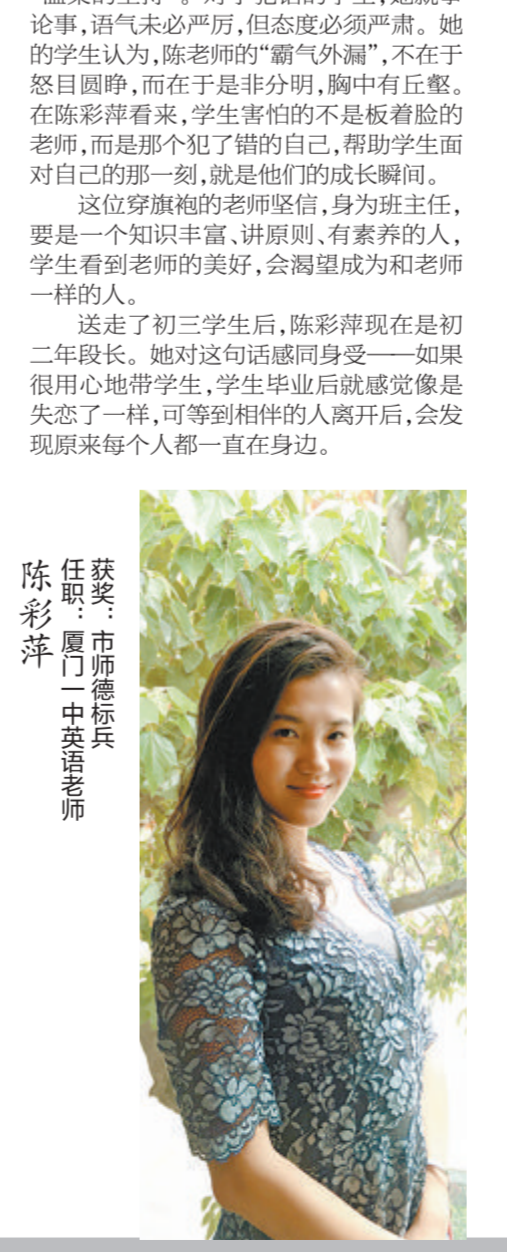 论事，语气未必严厉，但态度必须严肃。她
的学生认为，陈老师的“霸气外漏”，不在于
怒目圆睁，而在于是非分明，胸中有丘壑。
在陈彩萍看来，学生害怕的不是板着脸的
老师，而是那个犯了错的自己，帮助学生面
对自己的那一刻，就是他们的成长瞬间。
这位穿旗袍的老师坚信，身为班主任，
要是一个知识丰富、讲原则、有素养的人，
学生看到老师的美好，会渴望成为和老师
一样的人。
送走了初三学生后，陈彩萍现在是初
二年段长。她对这句话感同身受——如果
很用心地带学生，学生毕业后就感觉像是
失恋了一样，可等到相伴的人离开后，会发
现原来每个人都一直在身边。
获奖：市师德标兵
任职：厦门一中英语老师
陈彩萍